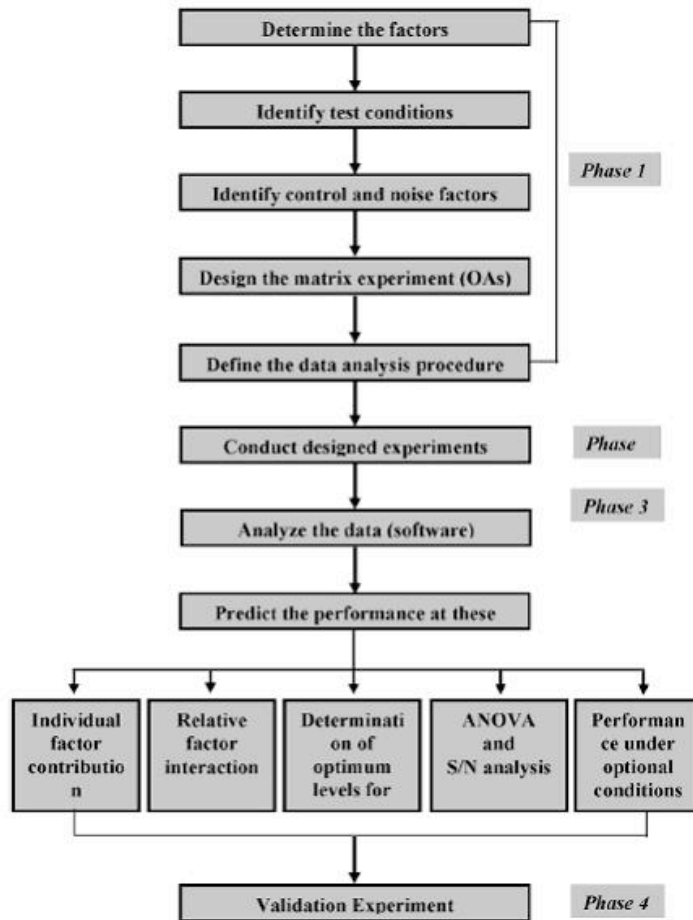 Determine the factors
Identify test conditions
Phase 1
Identify control and noise factors
Design the matrix experiment (OAs)
Define the data analysis procedure
Conduct designed experiments
Phase
Phase 3
Analyze the data (software)
Predict the performance at these
Individual
factor
contributio
n
Relative
factor
interaction
Determinati
on of
optimum
levels for
ANOVA
and
S/N analysis
Performan
ce under
optional
conditions
Validation Experiment
Phase 4